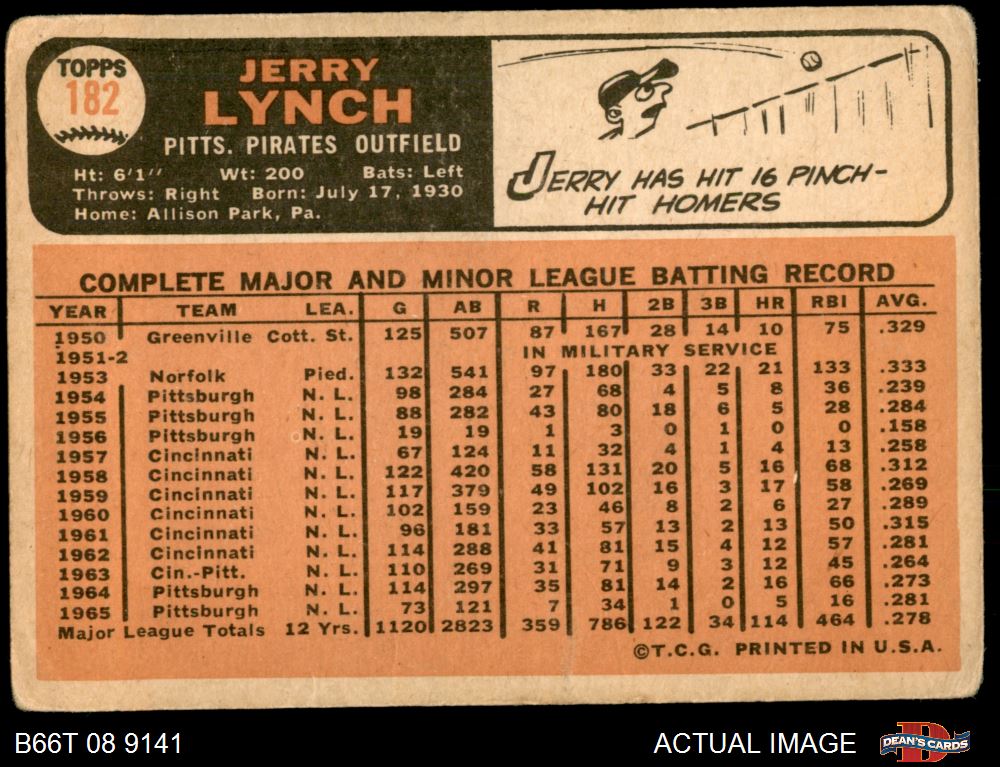 TOPPS
182
JERRY
LYNCH
PITTS. PIRATES OUTFIELD
Ht: 6'1" Wt: 200 Bats: Left
Throws: Right Born: July 17, 1930
Home: Allison Park, Pa.
JERRY HAS HIT 16 PINCH-
HIT HOMERS
COMPLETE MAJOR AND MINOR LEAGUE BATTING RECORD
YEAR TEAM LEA. G AB R H 2B 3B HR RBI AVG.
1950 Greenville Cott. St. 125 507 87 167 28 14 10 75 .329
1951-2 IN MILITARY SERVICE
1953 Norfolk Pied. 132 541 97 180 33 22 21 133 .333
1954 Pittsburgh N. L. 98 284 27 68 4 5 8 36 .239
1955 Pittsburgh N. L. 88 282 43 80 18 6 5 28 .284
1956 Pittsburgh N. L. 19 19 1 3 0 1 0 0 .158
1957 Cincinnati N. L. 67 124 11 32 4 1 4 13 .258
1958 Cincinnati N. L. 122 420 58 131 20 5 16 68 .312
1959 Cincinnati N. L. 117 379 49 102 16 3 17 58 .269
1960 Cincinnati N. L. 102 159 23 46 8 2 6 27 .289
1961 Cincinnati N. L. 96 181 33 57 13 2 13 50 .315
1962 Cincinnati N. L. 114 288 41 81 15 4 12 57 .281
1963 Cin.-Pitt. N. L. 110 269 31 71 9 3 12 45 .264
1964 Pittsburgh N. L. 114 297 35 81 14 2 16 66 .273
1965 Pittsburgh N. L. 73 121 7 34 1 0 5 16 .281
Major League Totals 12 Yrs. 1120 2823 359 786 122 34 114 464 .278
©T.C.G. PRINTED IN U.S.A.
B66T 08 9141
ACTUAL IMAGE
D
DEAN'S CARDS